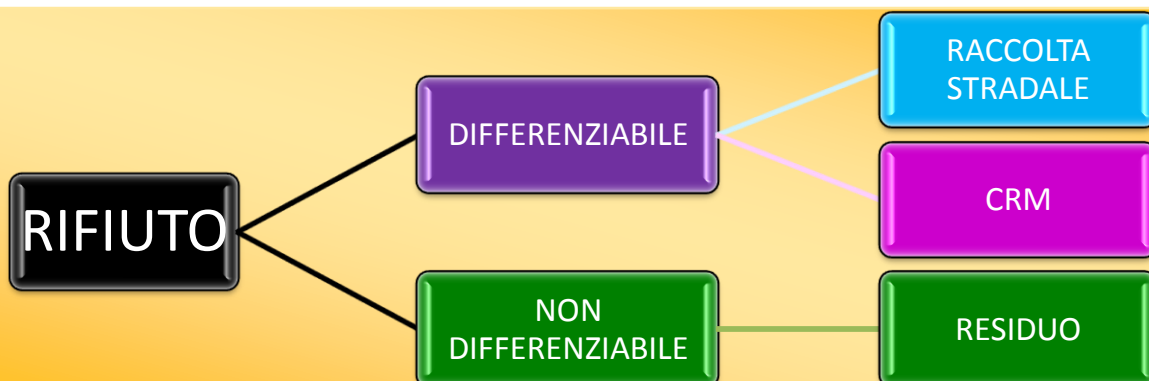 RACCOLTA
STRADALE
DIFFERENZIABILE
CRM
RIFIUTO
NON
DIFFERENZIABILE
RESIDUO